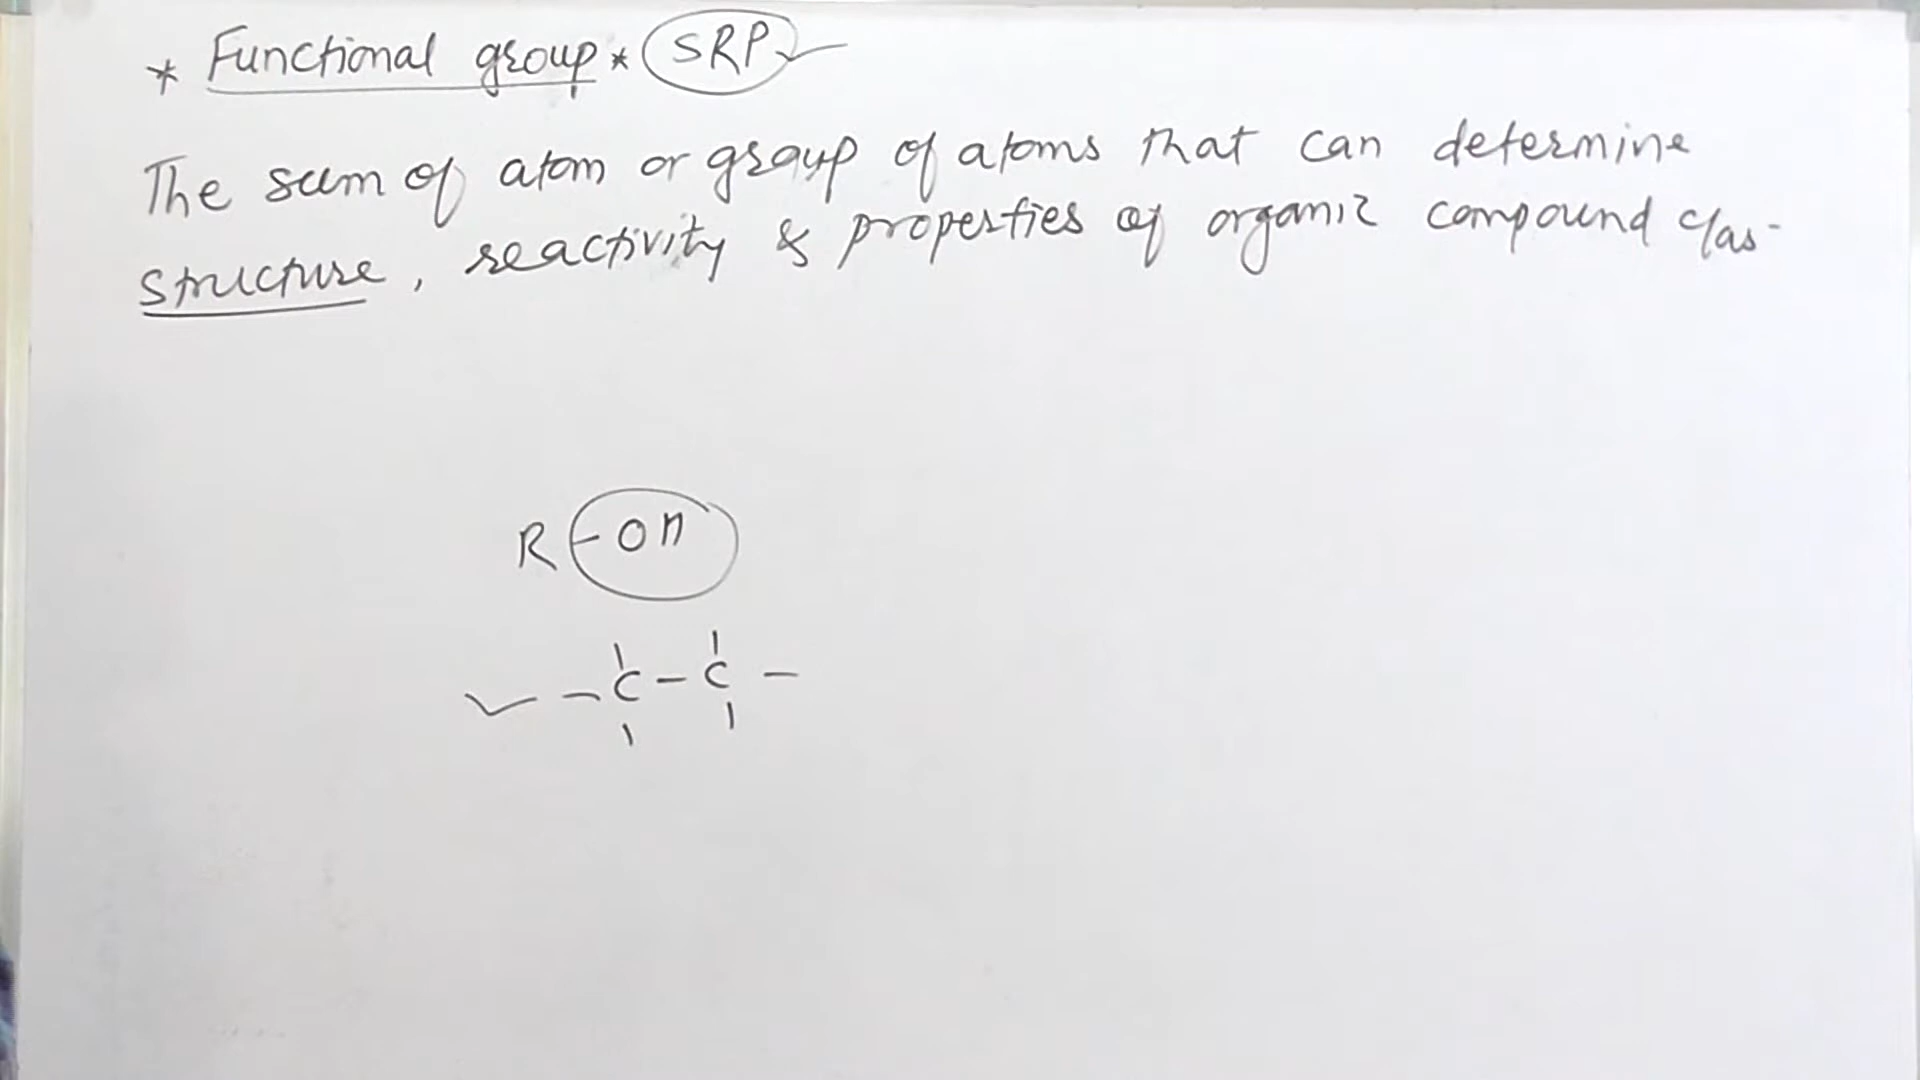 * Functional group * SRP
The sum of atom or group of atoms that can determine
structure, reactivity & properties of organic compound clas-
R - OH
- C - C -